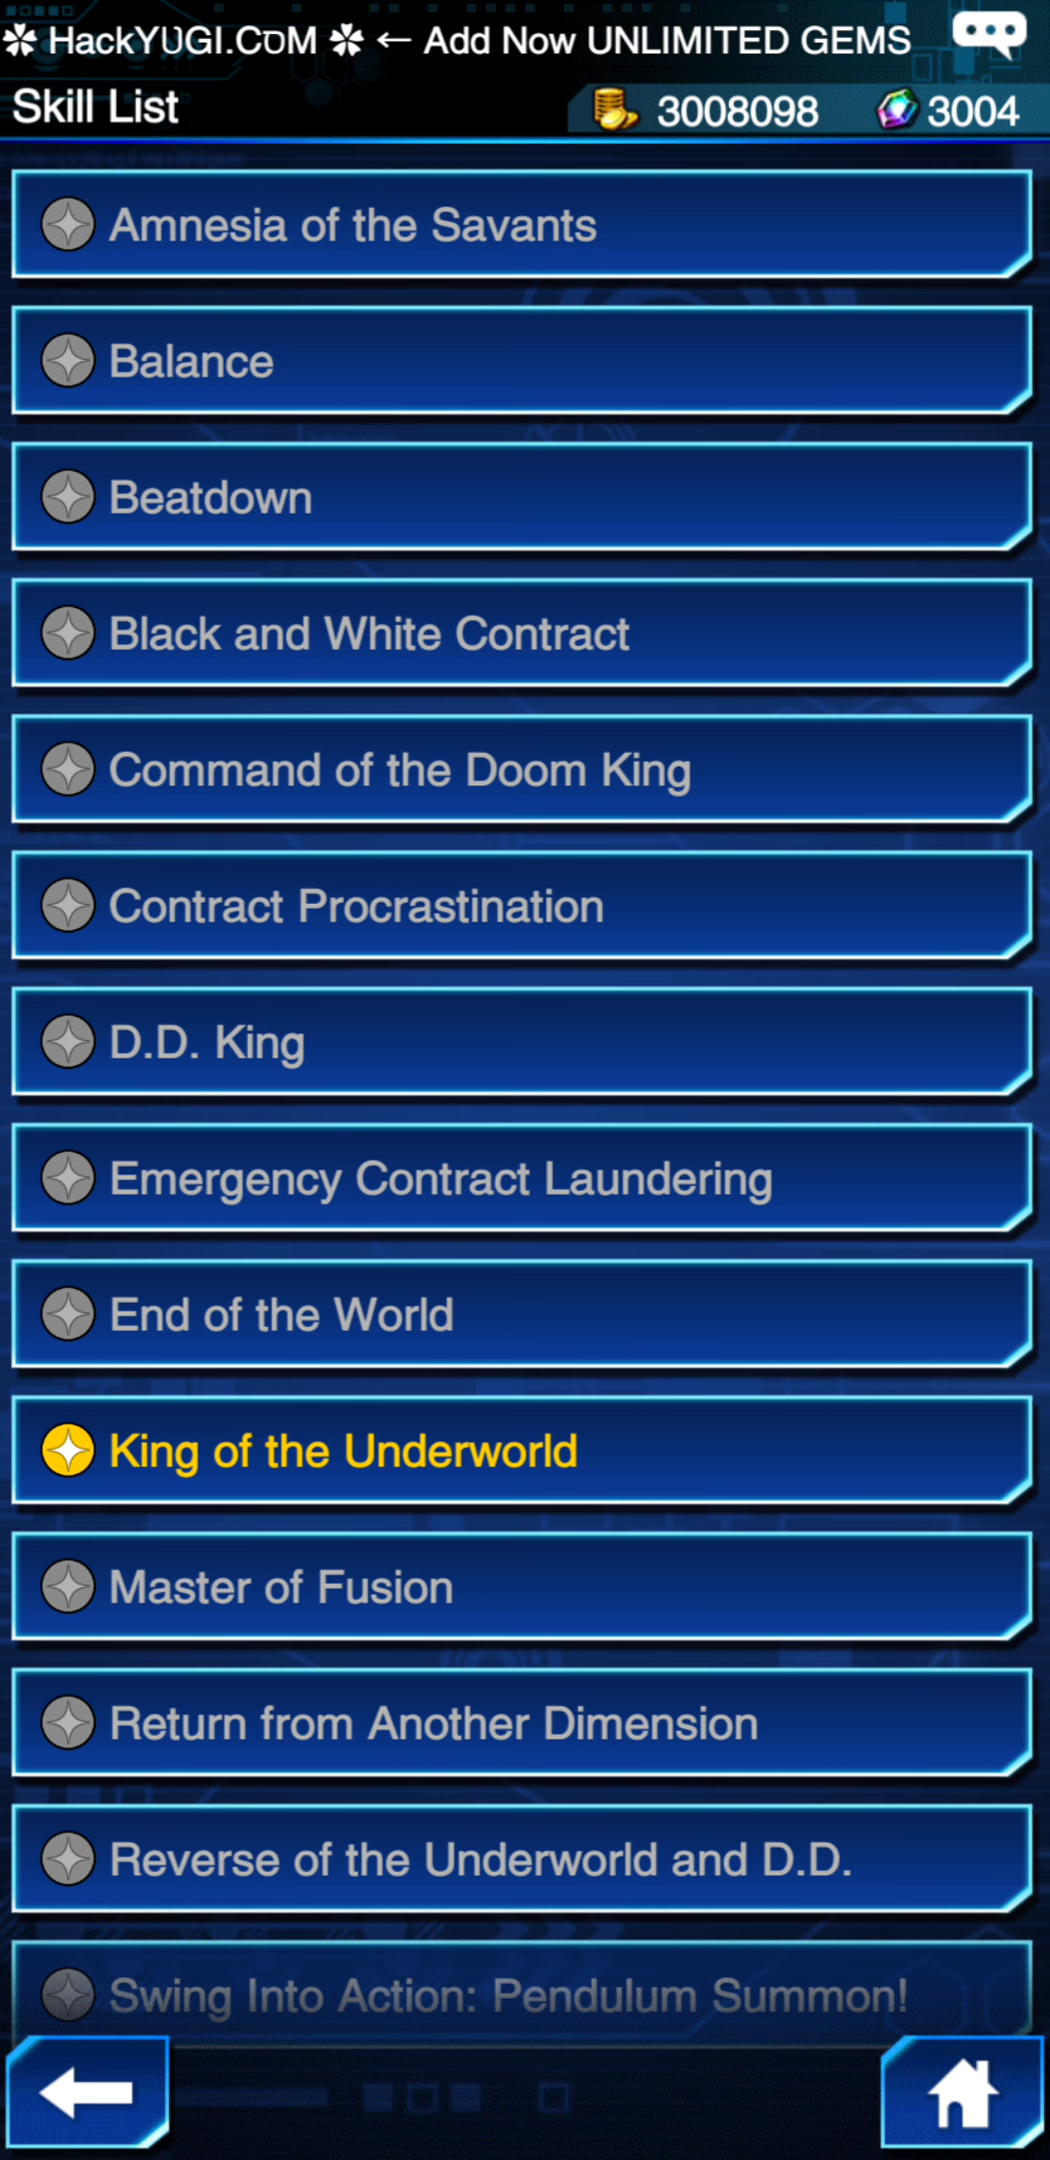 ✽ HackYUGI.COM ✽ ← Add Now UNLIMITED GEMS
Skill List
3008098
3004
Amnesia of the Savants
Balance
Beatdown
Black and White Contract
Command of the Doom King
Contract Procrastination
D.D. King
Emergency Contract Laundering
End of the World
King of the Underworld
Master of Fusion
Return from Another Dimension
Reverse of the Underworld and D.D.
Swing Into Action: Pendulum Summon!